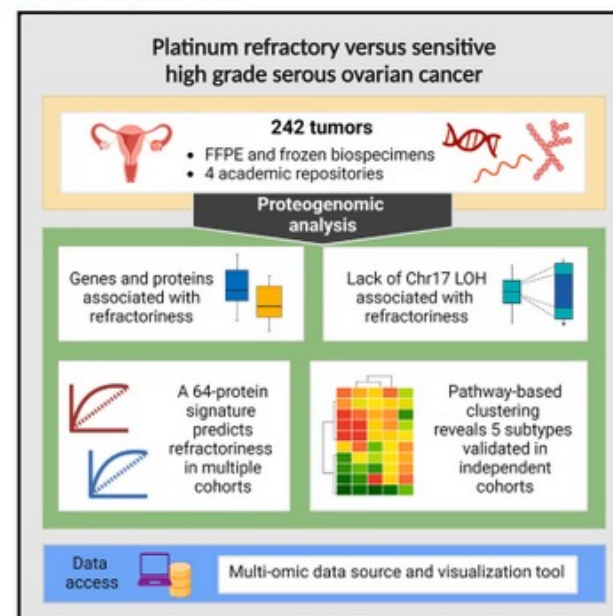 Platinum refractory versus sensitive
high grade serous ovarian cancer
242 tumors
• FFPE and frozen biospecimens
• 4 academic repositories
Proteogenomic
analysis
Genes and proteins
associated with
refractoriness
Lack of Chr17 LOH
associated with
refractoriness
A 64-protein
signature
predicts
refractoriness
in multiple
cohorts
Pathway-based
clustering
reveals 5 subtypes
validated in
independent
cohorts
Data
access
Multi-omic data source and visualization tool